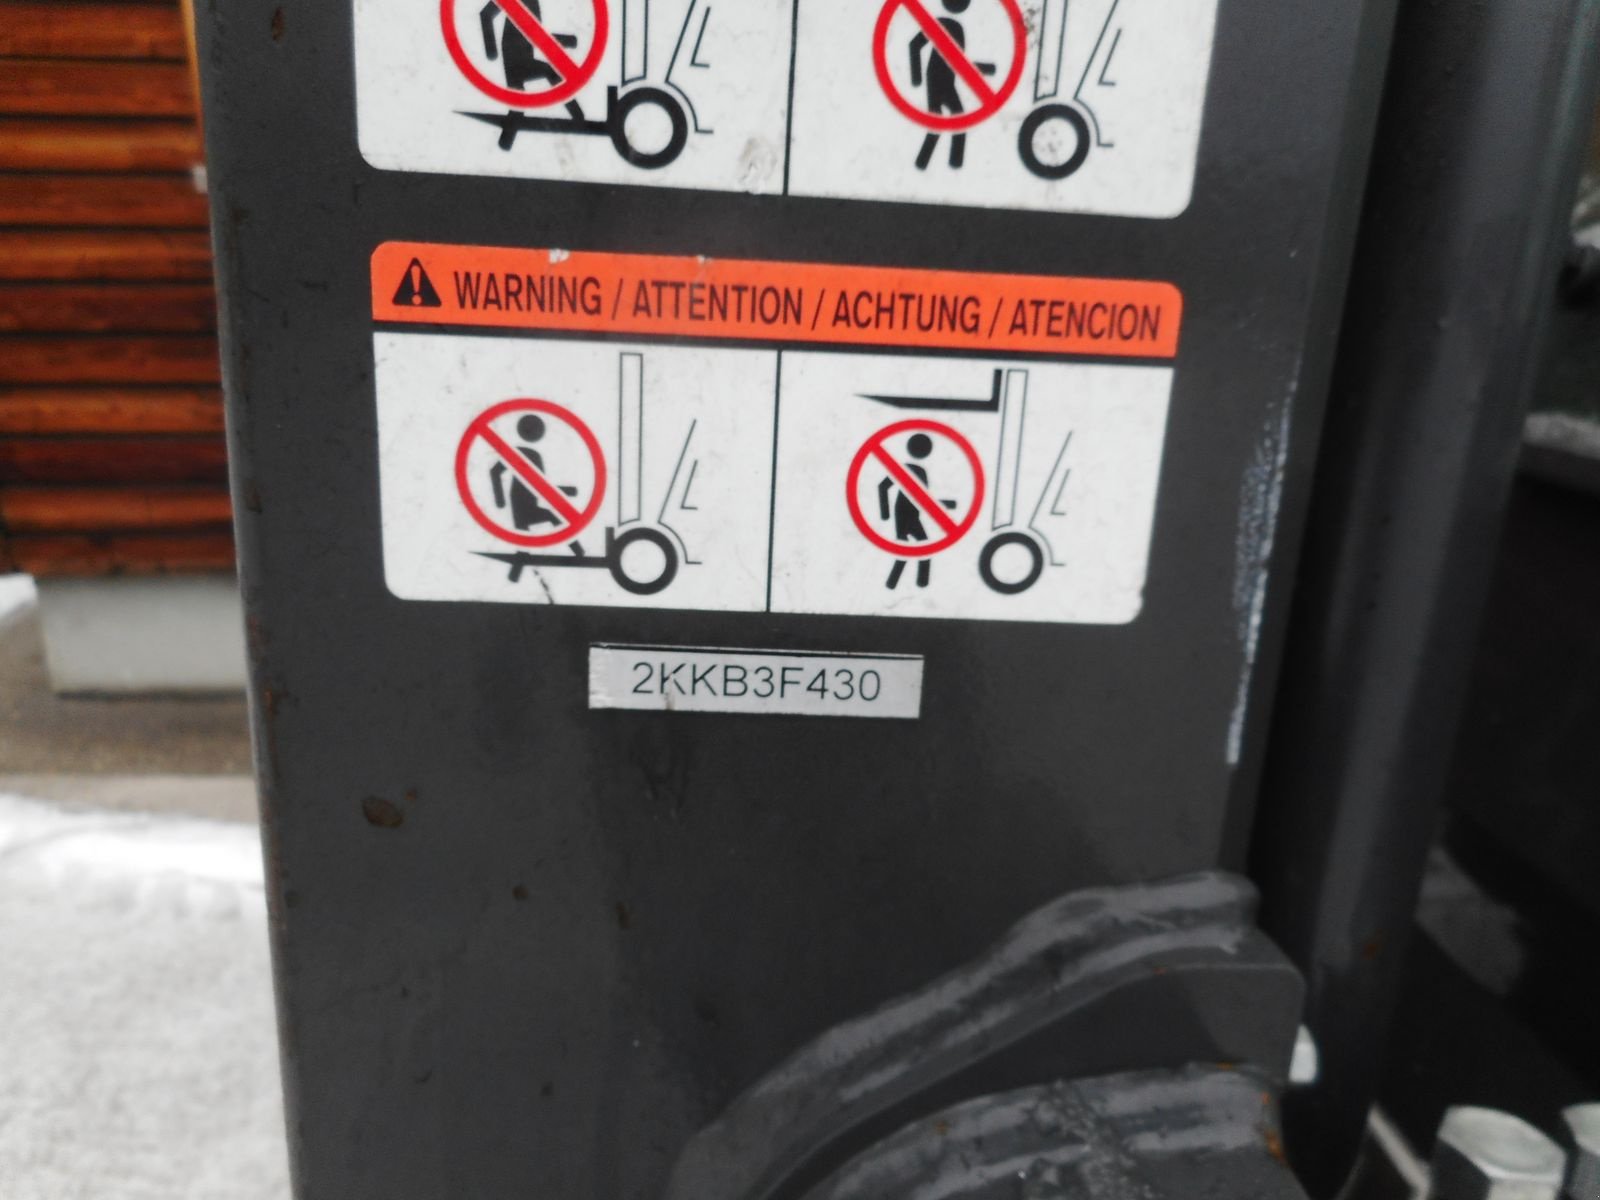 WARNING / ATTENTION / ACHTUNG / ATENCION
2KKB3F430